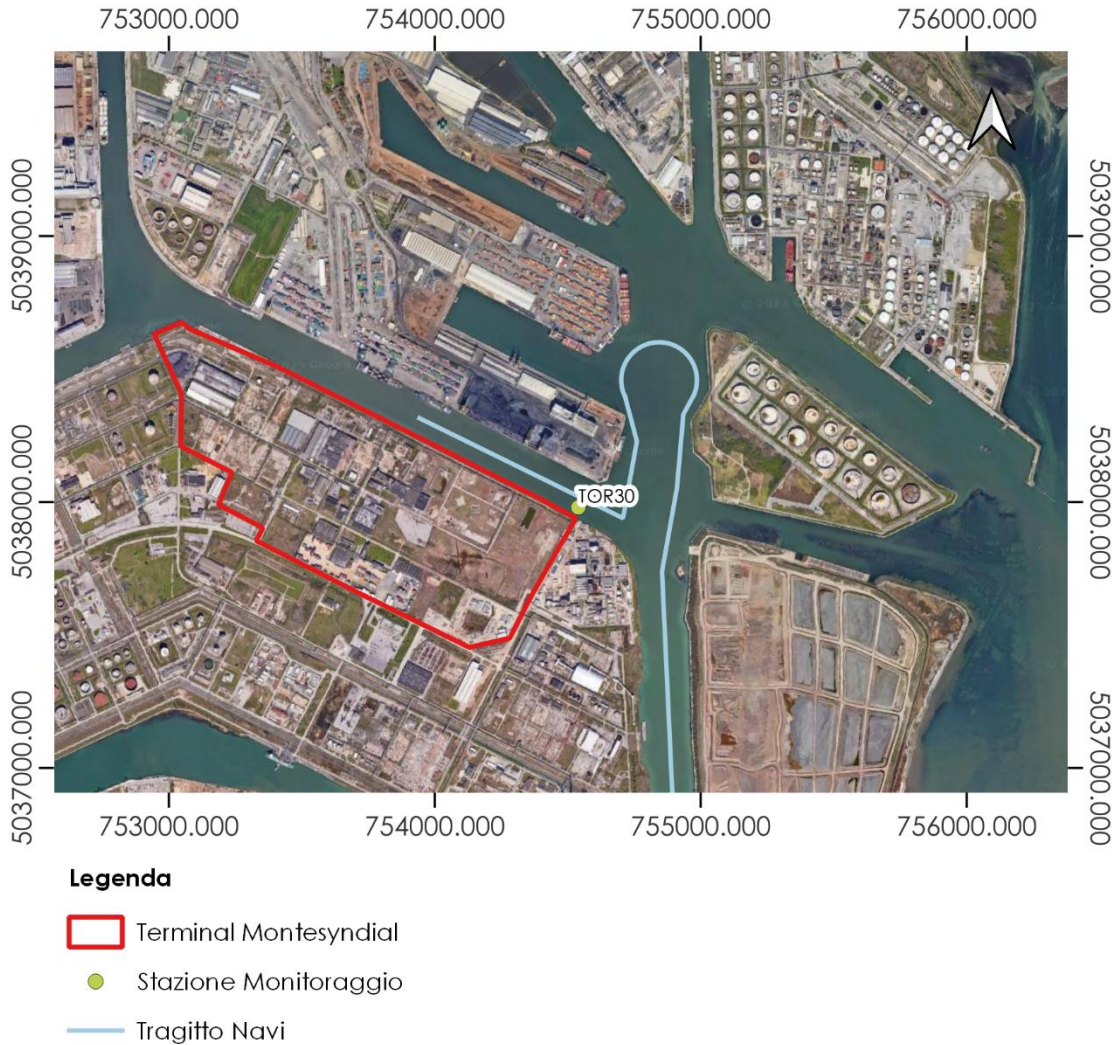 753000.000 754000.000 755000.000 756000.000
5039000.000 5039000.000
5038000.000 5038000.000
TOR30
5037000.000 5037000.000
753000.000 754000.000 755000.000 756000.000
Legenda
Terminal Montesyndial
Stazione Monitoraggio
Tragitto Navi